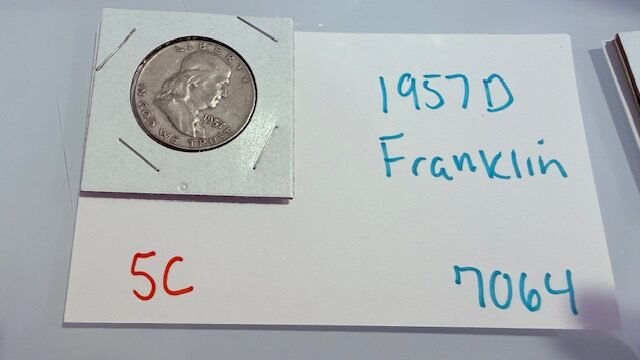 LIBERTY
IN GOD WE TRUST
1957
1957D
Franklin
5C
7064